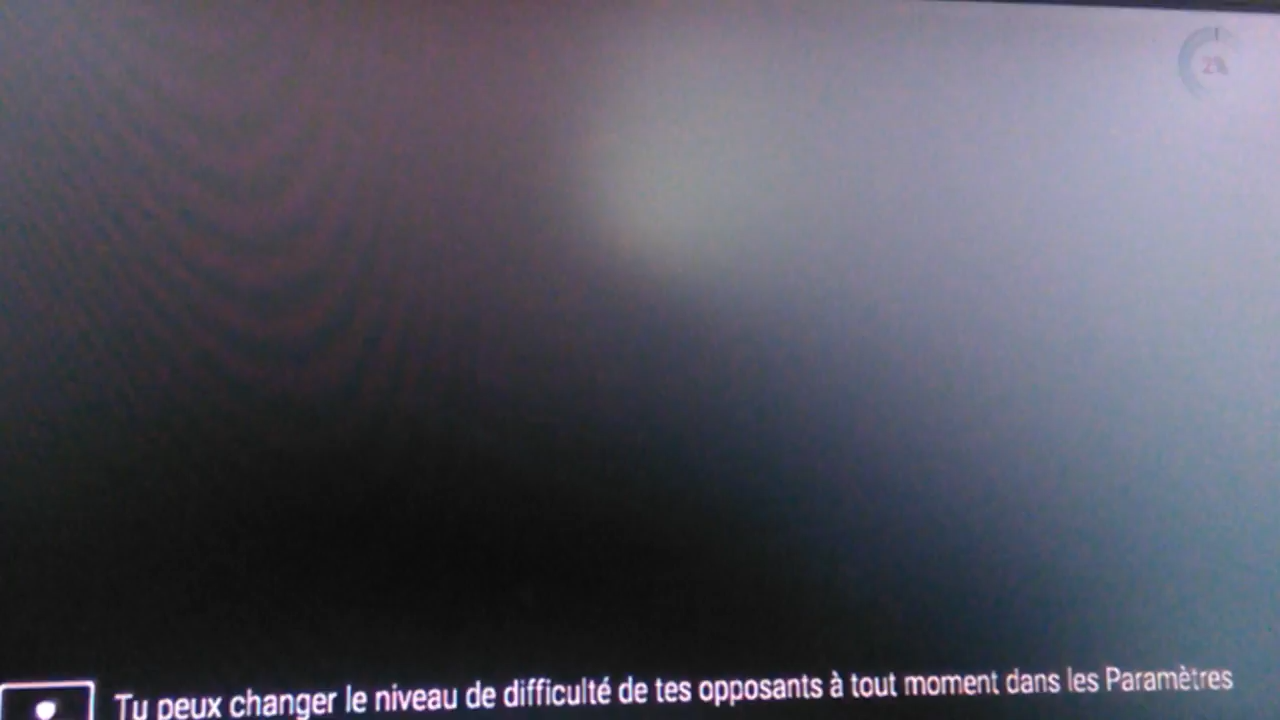 Tu peux changer le niveau de difficulté de tes opposants à tout moment dans les Paramètres